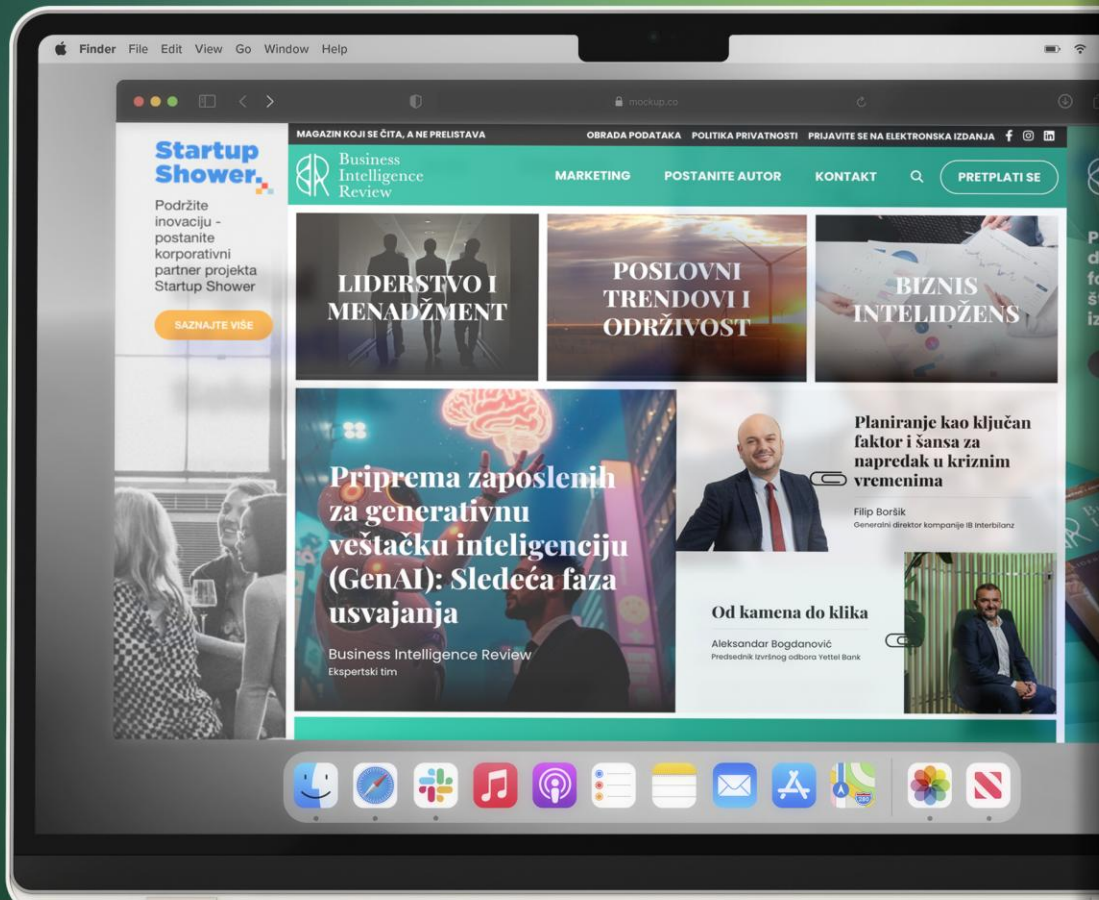 Finder File Edit View Go Window Help
mockup.co
Startup
Shower.
Podržite
inovaciju -
postanite
korporativni
partner projekta
Startup Shower
SAZNAJTE VIŠE
MAGAZIN KOJI SE ČITA, A NE PRELISTAVA
OBRADA PODATAKA POLITIKA PRIVATNOSTI PRIJAVITE SE NA ELEKTRONSKA IZDANJA
Business
Intelligence
Review
MARKETING POSTANITE AUTOR KONTAKT PRETPLATI SE
LIDERSTVO I
MENADŽMENT
POSLOVNI
TRENDOVI I
ODRŽIVOST
BIZNIS
INTELIDŽENS
Priprema zaposlenih
za generativnu
veštačku inteligenciju
(GenAI): Sledeća faza
usvajanja
Business Intelligence Review
Ekspertski tim
Planiranje kao ključan
faktor i šansa za
napredak u kriznim
vremenima
Filip Boršik
Generalni direktor kompanije IB Interbilanz
Od kamena do klika
Aleksandar Bogdanović
Predsednik Izvršnog odbora Yettel Bank
280